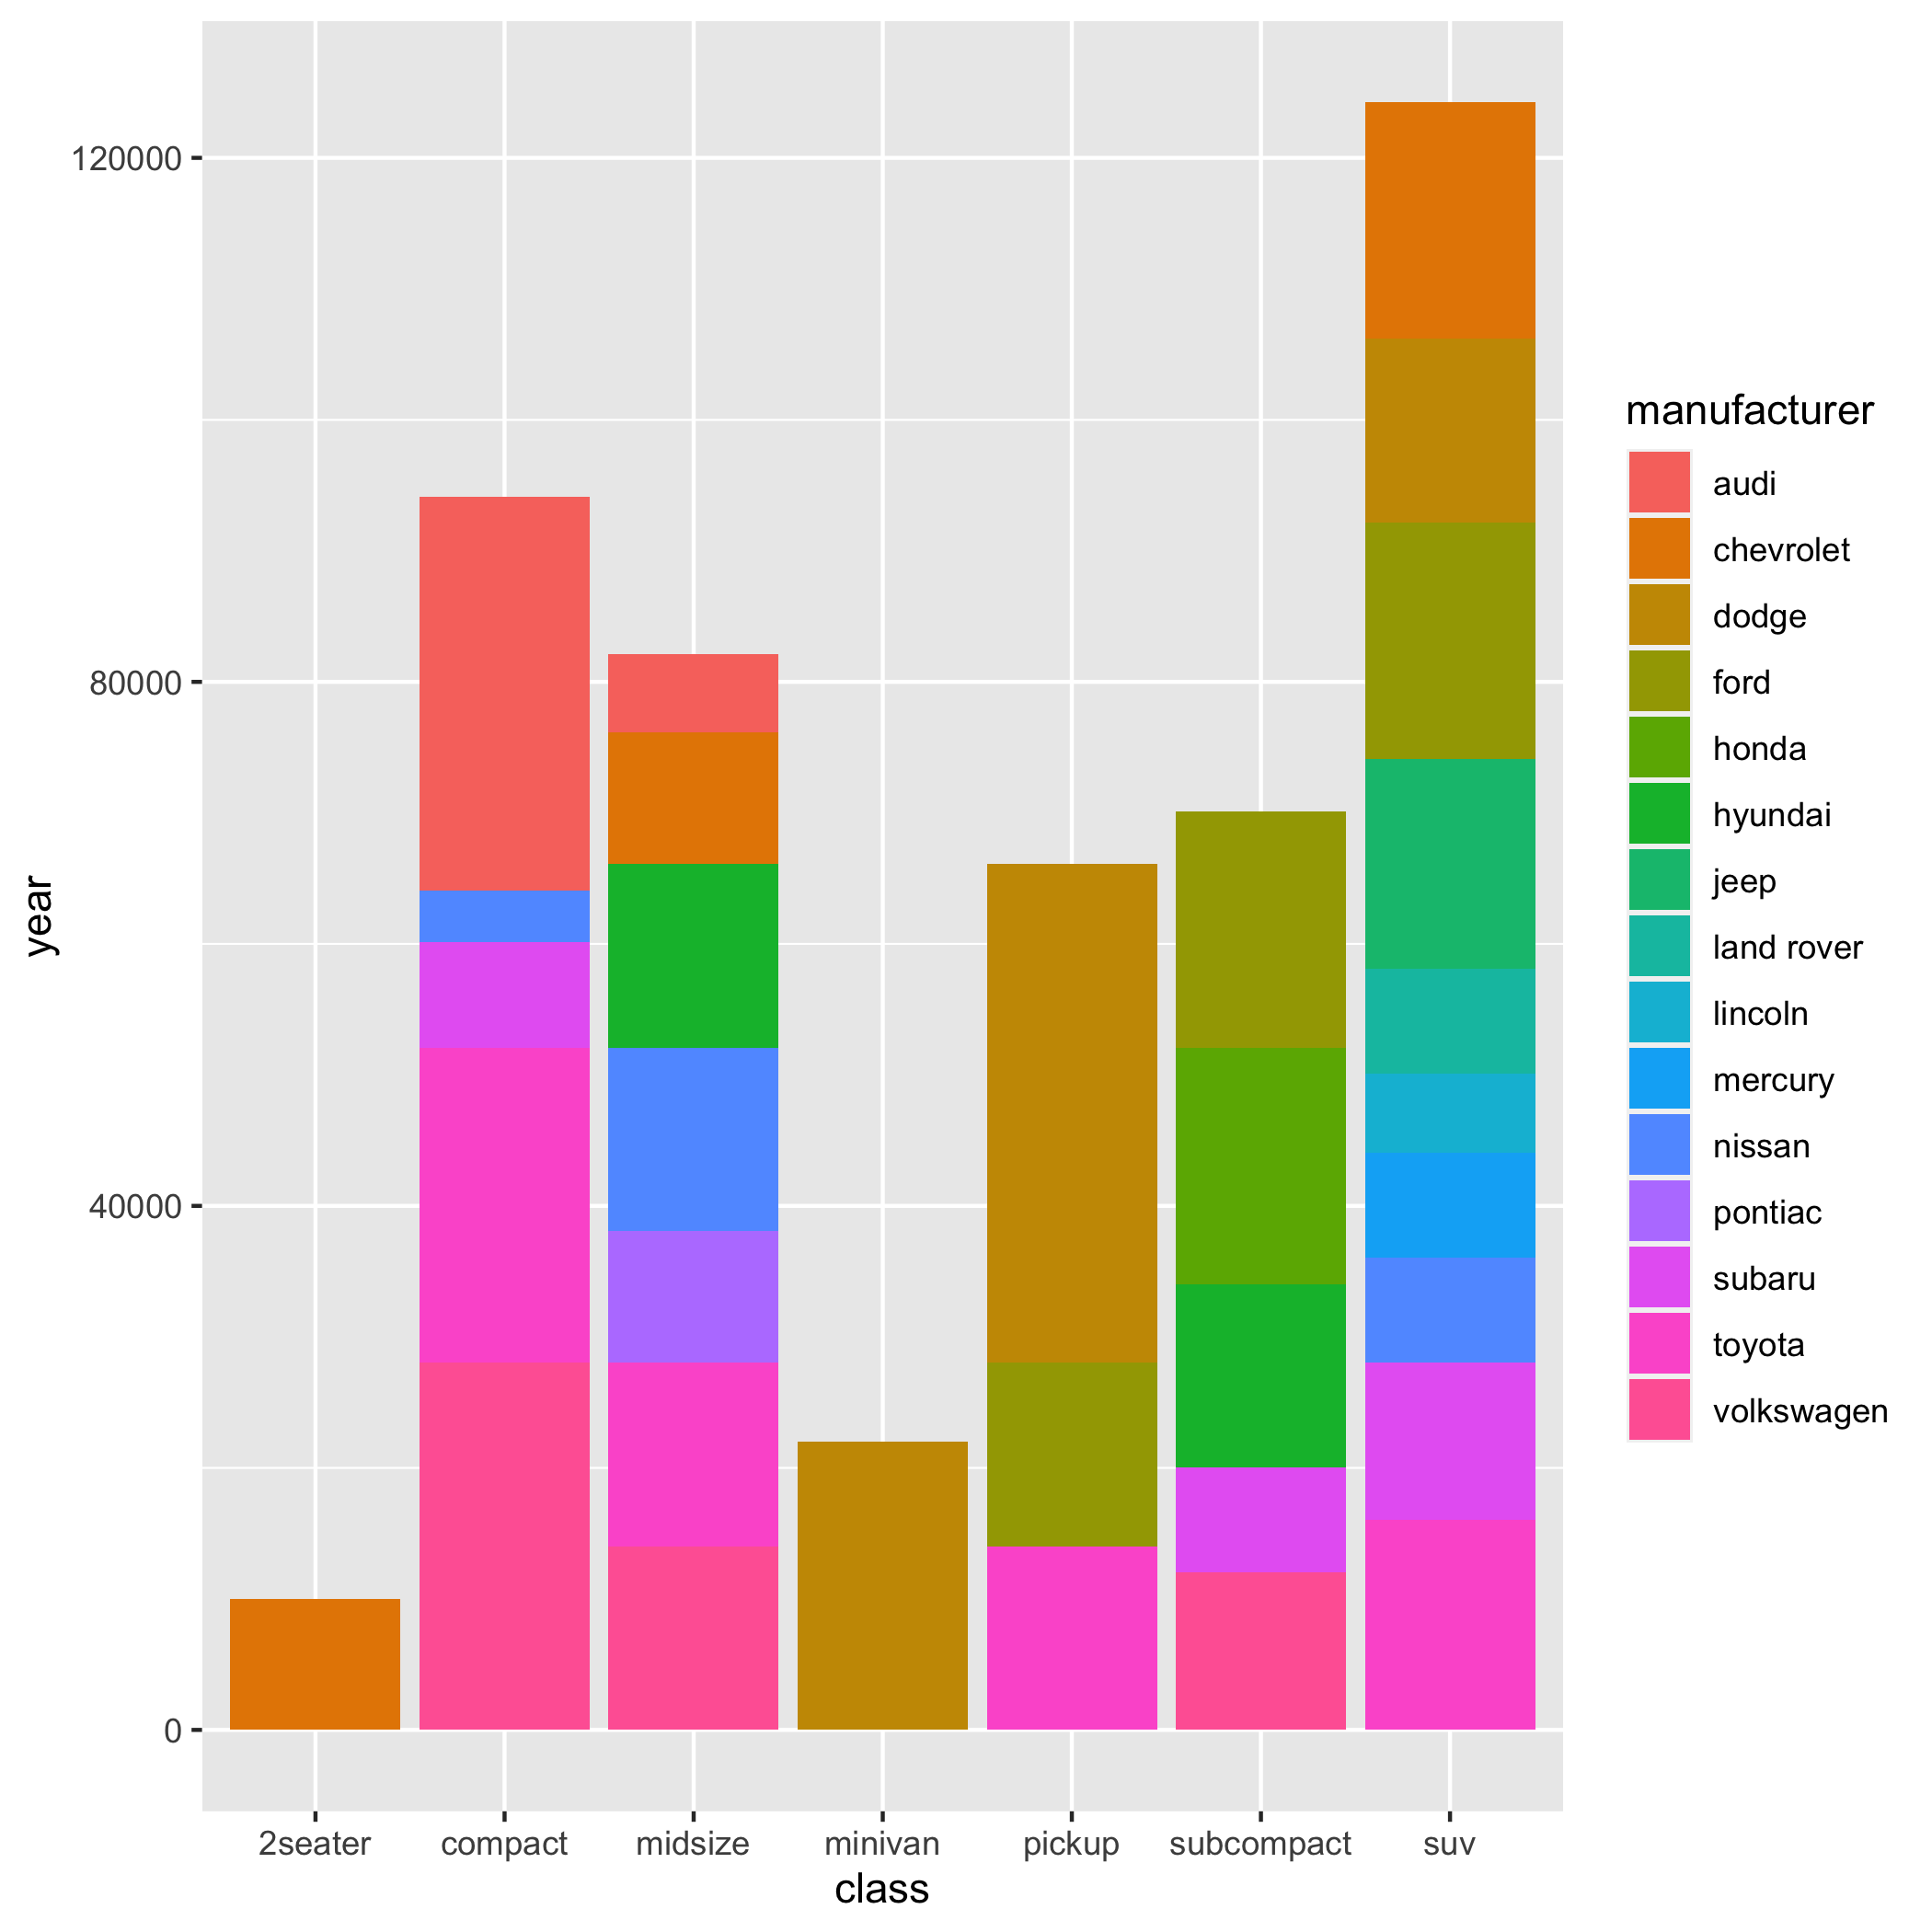 year
120000
80000
40000
0
2seater compact midsize minivan pickup subcompact suv
class
manufacturer
audi
chevrolet
dodge
ford
honda
hyundai
jeep
land rover
lincoln
mercury
nissan
pontiac
subaru
toyota
volkswagen